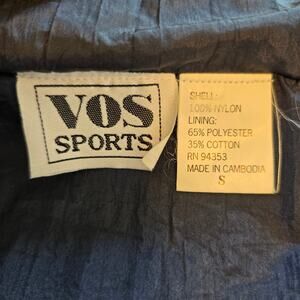 VOS
SPORTS
SHELL:
100% NYLON
LINING:
65% POLYESTER
35% COTTON
RN 94353
MADE IN CAMBODIA
S